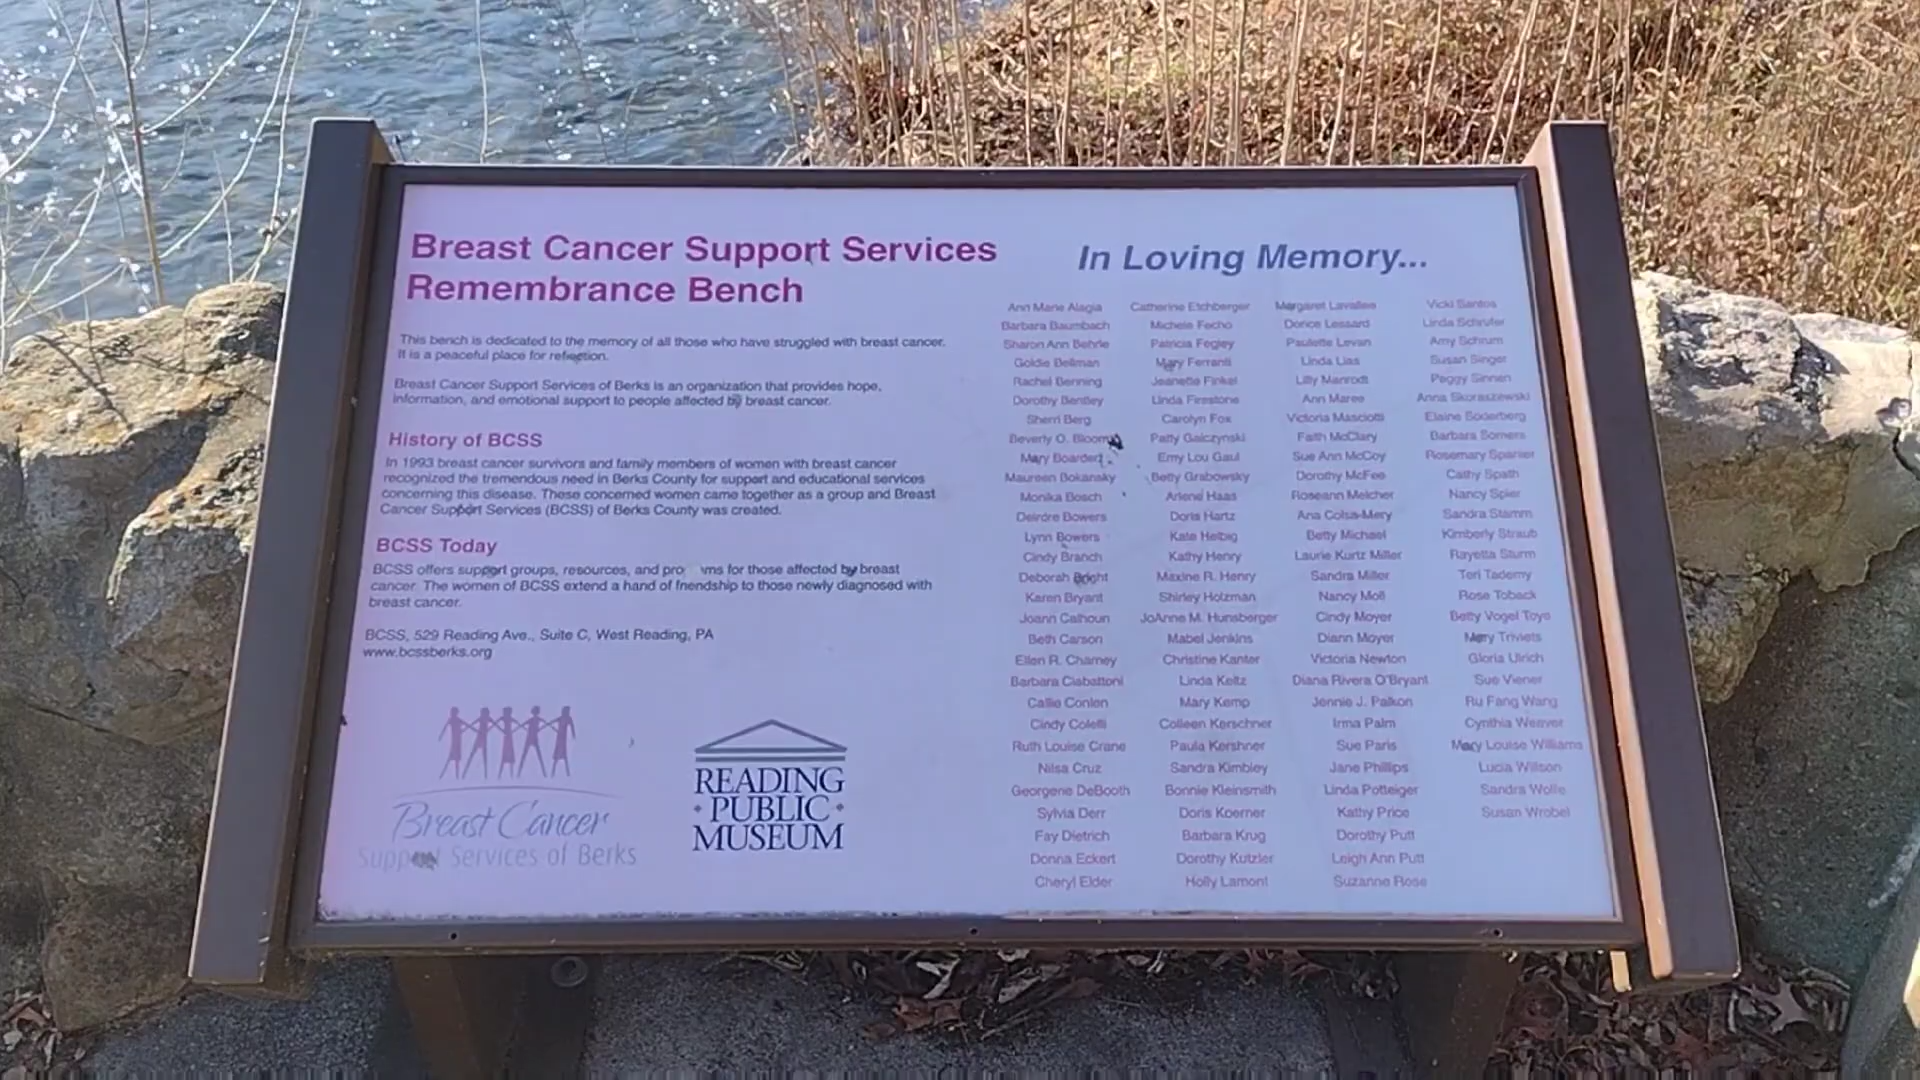 Breast Cancer Support Services
Remembrance Bench
This bench is dedicated to the memory of all those who have struggled with breast cancer.
It is a peaceful place for reflection.
Breast Cancer Support Services of Berks is an organization that provides hope,
information, and emotional support to people affected by breast cancer.
History of BCSS
In 1993 breast cancer survivors and family members of women with breast cancer
recognized the tremendous need in Berks County for support and educational services
concerning this disease. These concerned women came together as a group and Breast
Cancer Support Services (BCSS) of Berks County was created.
BCSS Today
BCSS offers support groups, resources, and pro ms for those affected by breast
cancer. The women of BCSS extend a hand of friendship to those newly diagnosed with
breast cancer.
BCSS, 529 Reading Ave., Suite C, West Reading, PA
www.bcssberks.org
Breast Cancer
Support Services of Berks
READING
PUBLIC
MUSEUM
In Loving Memory...
Ann Marie Alagia
Barbara Baumbach
Sharon Ann Behrle
Goldie Bellman
Rachel Benning
Dorothy Bentley
Sherri Berg
Beverly O. Bloom
Mary Boarder
Maureen Bokansky
Monika Bosch
Deirdre Bowers
Lynn Bowers
Cindy Branch
Deborah Bright
Karen Bryant
Joann Calhoun
Beth Carson
Ellen R. Charney
Barbara Ciabattoni
Callie Conlen
Cindy Coletti
Ruth Louise Crane
Nilsa Cruz
Georgene DeBooth
Sylvia Derr
Fay Dietrich
Donna Eckert
Cheryl Elder
Catherine Etchberger
Michele Fecho
Patricia Fegley
Mary Ferranti
Jeanette Finkel
Linda Firestone
Carolyn Fox
Patty Galczynski
Emy Lou Gaul
Betty Grabowsky
Arlene Haas
Doris Hartz
Kate Helbig
Kathy Henry
Maxine R. Henry
Shirley Holzman
JoAnne M. Hunsberger
Mabel Jenkins
Christine Kanter
Linda Keltz
Mary Kemp
Colleen Kerschner
Paula Kershner
Sandra Kimbley
Bonnie Kleinsmith
Doris Koerner
Barbara Krug
Dorothy Kutzler
Holly Lamont
Margaret Lavallee
Dorice Lessard
Paulette Levan
Linda Lias
Lilly Manrodt
Ann Maree
Victoria Masciotti
Faith McClary
Sue Ann McCoy
Dorothy McFee
Roseann Melcher
Ana Colsa-Mery
Betty Michael
Laurie Kurtz Miller
Sandra Miller
Nancy Moll
Cindy Moyer
Diann Moyer
Victoria Newton
Diana Rivera O'Bryant
Jennie J. Palkon
Irma Palm
Sue Paris
Jane Phillips
Linda Potteiger
Kathy Price
Dorothy Putt
Leigh Ann Putt
Suzanne Rose
Vicki Santos
Linda Schrufer
Amy Schrum
Susan Singer
Peggy Sinnen
Anna Skoraszewski
Elaine Soderberg
Barbara Somers
Rosemary Spanier
Cathy Spath
Nancy Spier
Sandra Stamm
Kimberly Straub
Rayetta Sturm
Teri Tademy
Rose Toback
Betty Vogel Toye
Mary Triviets
Gloria Ulrich
Sue Viener
Ru Fang Wang
Cynthia Weaver
Mary Louise Williams
Lucia Willson
Sandra Wolfe
Susan Wrobel